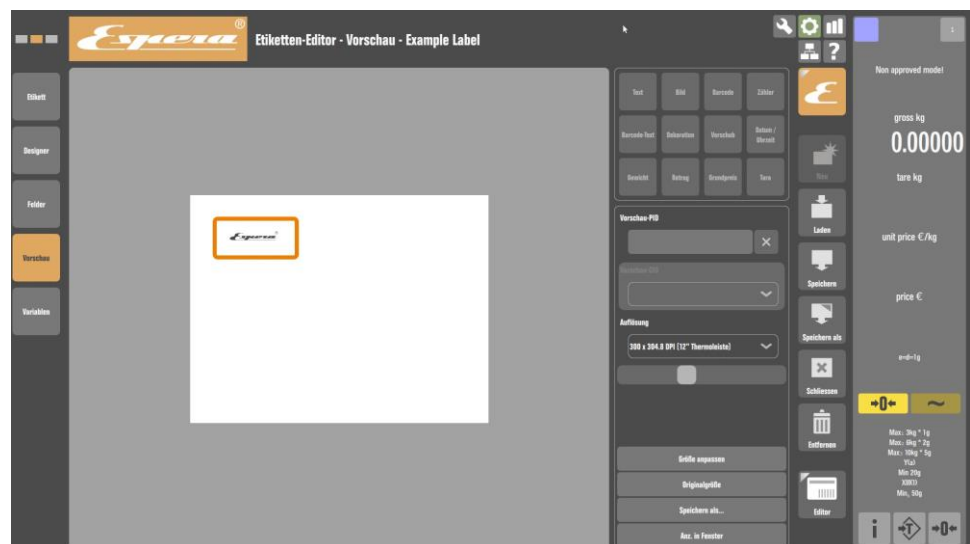 Espera®
Etiketten-Editor - Vorschau - Example Label
?
1
Etikett
Designer
Felder
Vorschau
Variablen
Espera
Text
Bild
Barcode
Zähler
Barcode-Text
Dekoration
Vorschub
Datum /
Uhrzeit
Gewicht
Betrag
Grundpreis
Tara
Vorschau-PID
Auflösung
300 x 304.8 DPI (12" Thermoleiste)
Größe anpassen
Originalgröße
Speichern als...
Anz. in Fenster
E
Neu
Laden
Speichern
Speichern als
Schliessen
Entfernen
Editor
Non approved mode!
gross kg
0.00000
tare kg
unit price €/kg
price €
e=d=1g
→0←
~
Max: 3kg * 1g
Max: 6kg * 2g
Max: 10kg * 5g
Min 20g
Min, 50g
i
T
→0←